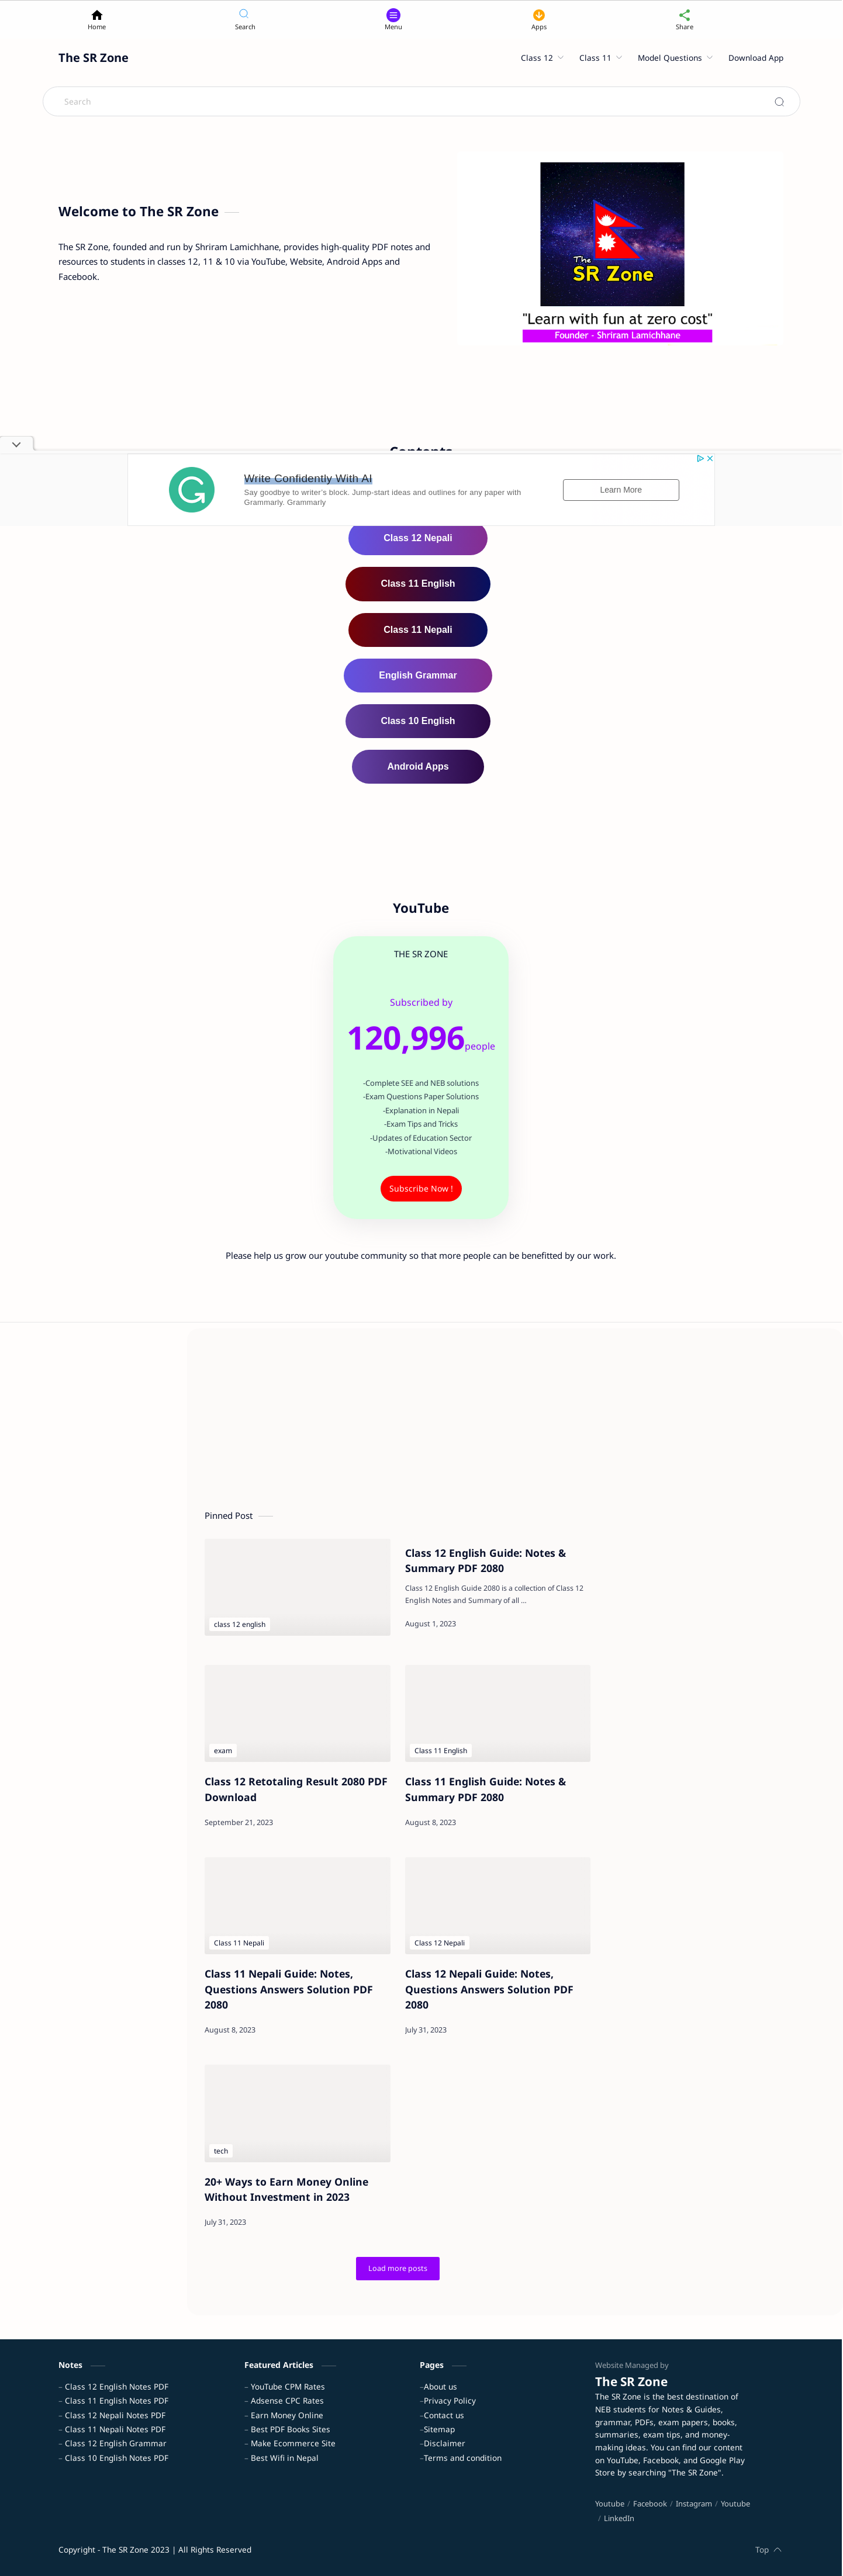 Home
Search
Menu
Apps
Share
The SR Zone
Class 12
Class 11
Model Questions
Download App
Search
Welcome to The SR Zone
The SR Zone, founded and run by Shriram Lamichhane, provides high-quality PDF notes and
resources to students in classes 12, 11 & 10 via YouTube, Website, Android Apps and
Facebook.
The
SR Zone
"Learn with fun at zero cost"
Founder - Shriram Lamichhane
Contents
Write Confidently With AI
Say goodbye to writer's block. Jump-start ideas and outlines for any paper with
Grammarly. Grammarly
Learn More
Class 12 Nepali
Class 11 English
Class 11 Nepali
English Grammar
Class 10 English
Android Apps
YouTube
THE SR ZONE
Subscribed by
120,996 people
-Complete SEE and NEB solutions
-Exam Questions Paper Solutions
-Explanation in Nepali
-Exam Tips and Tricks
-Updates of Education Sector
-Motivational Videos
Subscribe Now !
Please help us grow our youtube community so that more people can be benefitted by our work.
Pinned Post
class 12 english
Class 12 English Guide: Notes &
Summary PDF 2080
Class 12 English Guide 2080 is a collection of Class 12
English Notes and Summary of all ...
August 1, 2023
exam
Class 12 Retotaling Result 2080 PDF
Download
September 21, 2023
Class 11 English
Class 11 English Guide: Notes &
Summary PDF 2080
August 8, 2023
Class 11 Nepali
Class 11 Nepali Guide: Notes,
Questions Answers Solution PDF
2080
August 8, 2023
Class 12 Nepali
Class 12 Nepali Guide: Notes,
Questions Answers Solution PDF
2080
July 31, 2023
tech
20+ Ways to Earn Money Online
Without Investment in 2023
July 31, 2023
Load more posts
Notes
– Class 12 English Notes PDF
– Class 11 English Notes PDF
– Class 12 Nepali Notes PDF
– Class 11 Nepali Notes PDF
– Class 12 English Grammar
– Class 10 English Notes PDF
Featured Articles
– YouTube CPM Rates
– Adsense CPC Rates
– Earn Money Online
– Best PDF Books Sites
– Make Ecommerce Site
– Best Wifi in Nepal
Pages
–About us
–Privacy Policy
–Contact us
–Sitemap
–Disclaimer
–Terms and condition
Website Managed by
The SR Zone
The SR Zone is the best destination of
NEB students for Notes & Guides,
grammar, PDFs, exam papers, books,
summaries, exam tips, and money-
making ideas. You can find our content
on YouTube, Facebook, and Google Play
Store by searching "The SR Zone".
Youtube / Facebook / Instagram / Youtube
/ LinkedIn
Copyright - The SR Zone 2023 | All Rights Reserved
Top